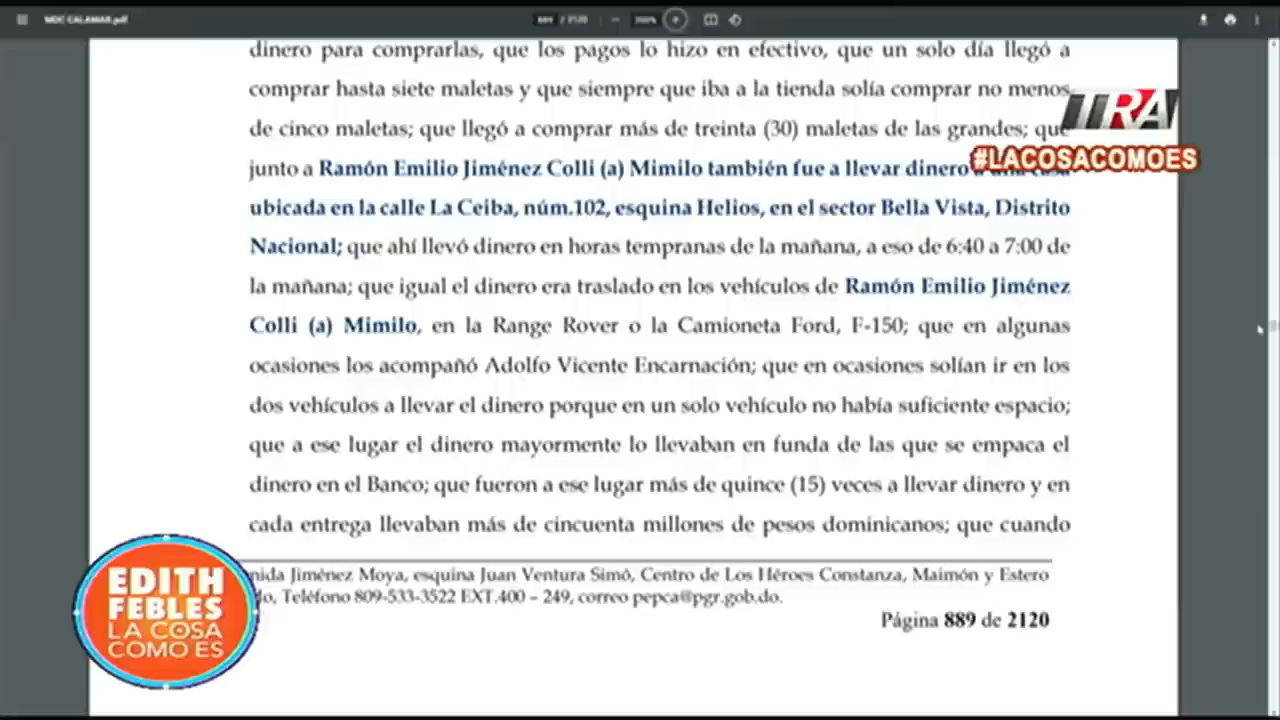 MDC CALAMAR.pdf
889 / 2120
dinero para comprarlas, que los pagos lo hizo en efectivo, que un solo día llegó a
comprar hasta siete maletas y que siempre que iba a la tienda solía comprar no menos
de cinco maletas; que llegó a comprar más de treinta (30) maletas de las grandes; que
TRA
junto a Ramón Emilio Jiménez Colli (a) Mimilo también fue a llevar dinero a una casa
#LACOSACOMOES
ubicada en la calle La Ceiba, núm.102, esquina Helios, en el sector Bella Vista, Distrito
Nacional; que ahí llevó dinero en horas tempranas de la mañana, a eso de 6:40 a 7:00 de
la mañana; que igual el dinero era traslado en los vehículos de Ramón Emilio Jiménez
Colli (a) Mimilo, en la Range Rover o la Camioneta Ford, F-150; que en algunas
ocasiones los acompañó Adolfo Vicente Encarnación; que en ocasiones solían ir en los
dos vehículos a llevar el dinero porque en un solo vehículo no había suficiente espacio;
que a ese lugar el dinero mayormente lo llevaban en funda de las que se empaca el
dinero en el Banco; que fueron a ese lugar más de quince (15) veces a llevar dinero y en
cada entrega llevaban más de cincuenta millones de pesos dominicanos; que cuando
nida Jiménez Moya, esquina Juan Ventura Simó, Centro de Los Héroes Constanza, Maimón y Estero
do, Teléfono 809-533-3522 EXT.400 – 249, correo pepca@pgr.gob.do.
Página 889 de 2120
EDITH
FEBLES
LA COSA
COMO ES